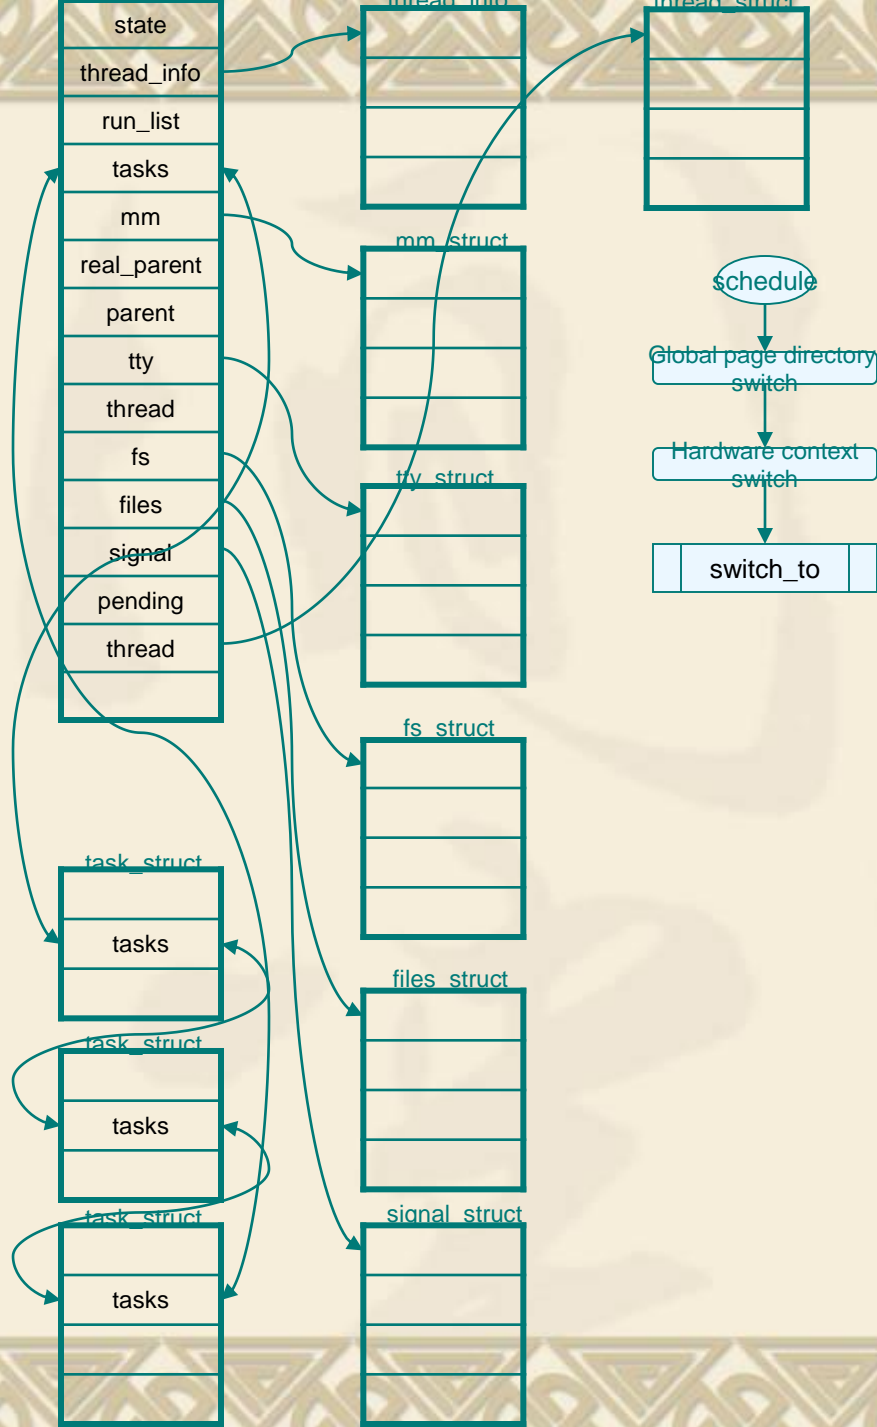 state
thread_info
run_list
tasks
mm
real_parent
parent
tty
thread
fs
files
signal
pending
thread
task_struct
tasks
task_struct
tasks
task_struct
tasks
thread_info
mm_struct
tty_struct
fs_struct
files_struct
signal_struct
thread_struct
schedule
Global page directory
switch
Hardware context
switch
switch_to